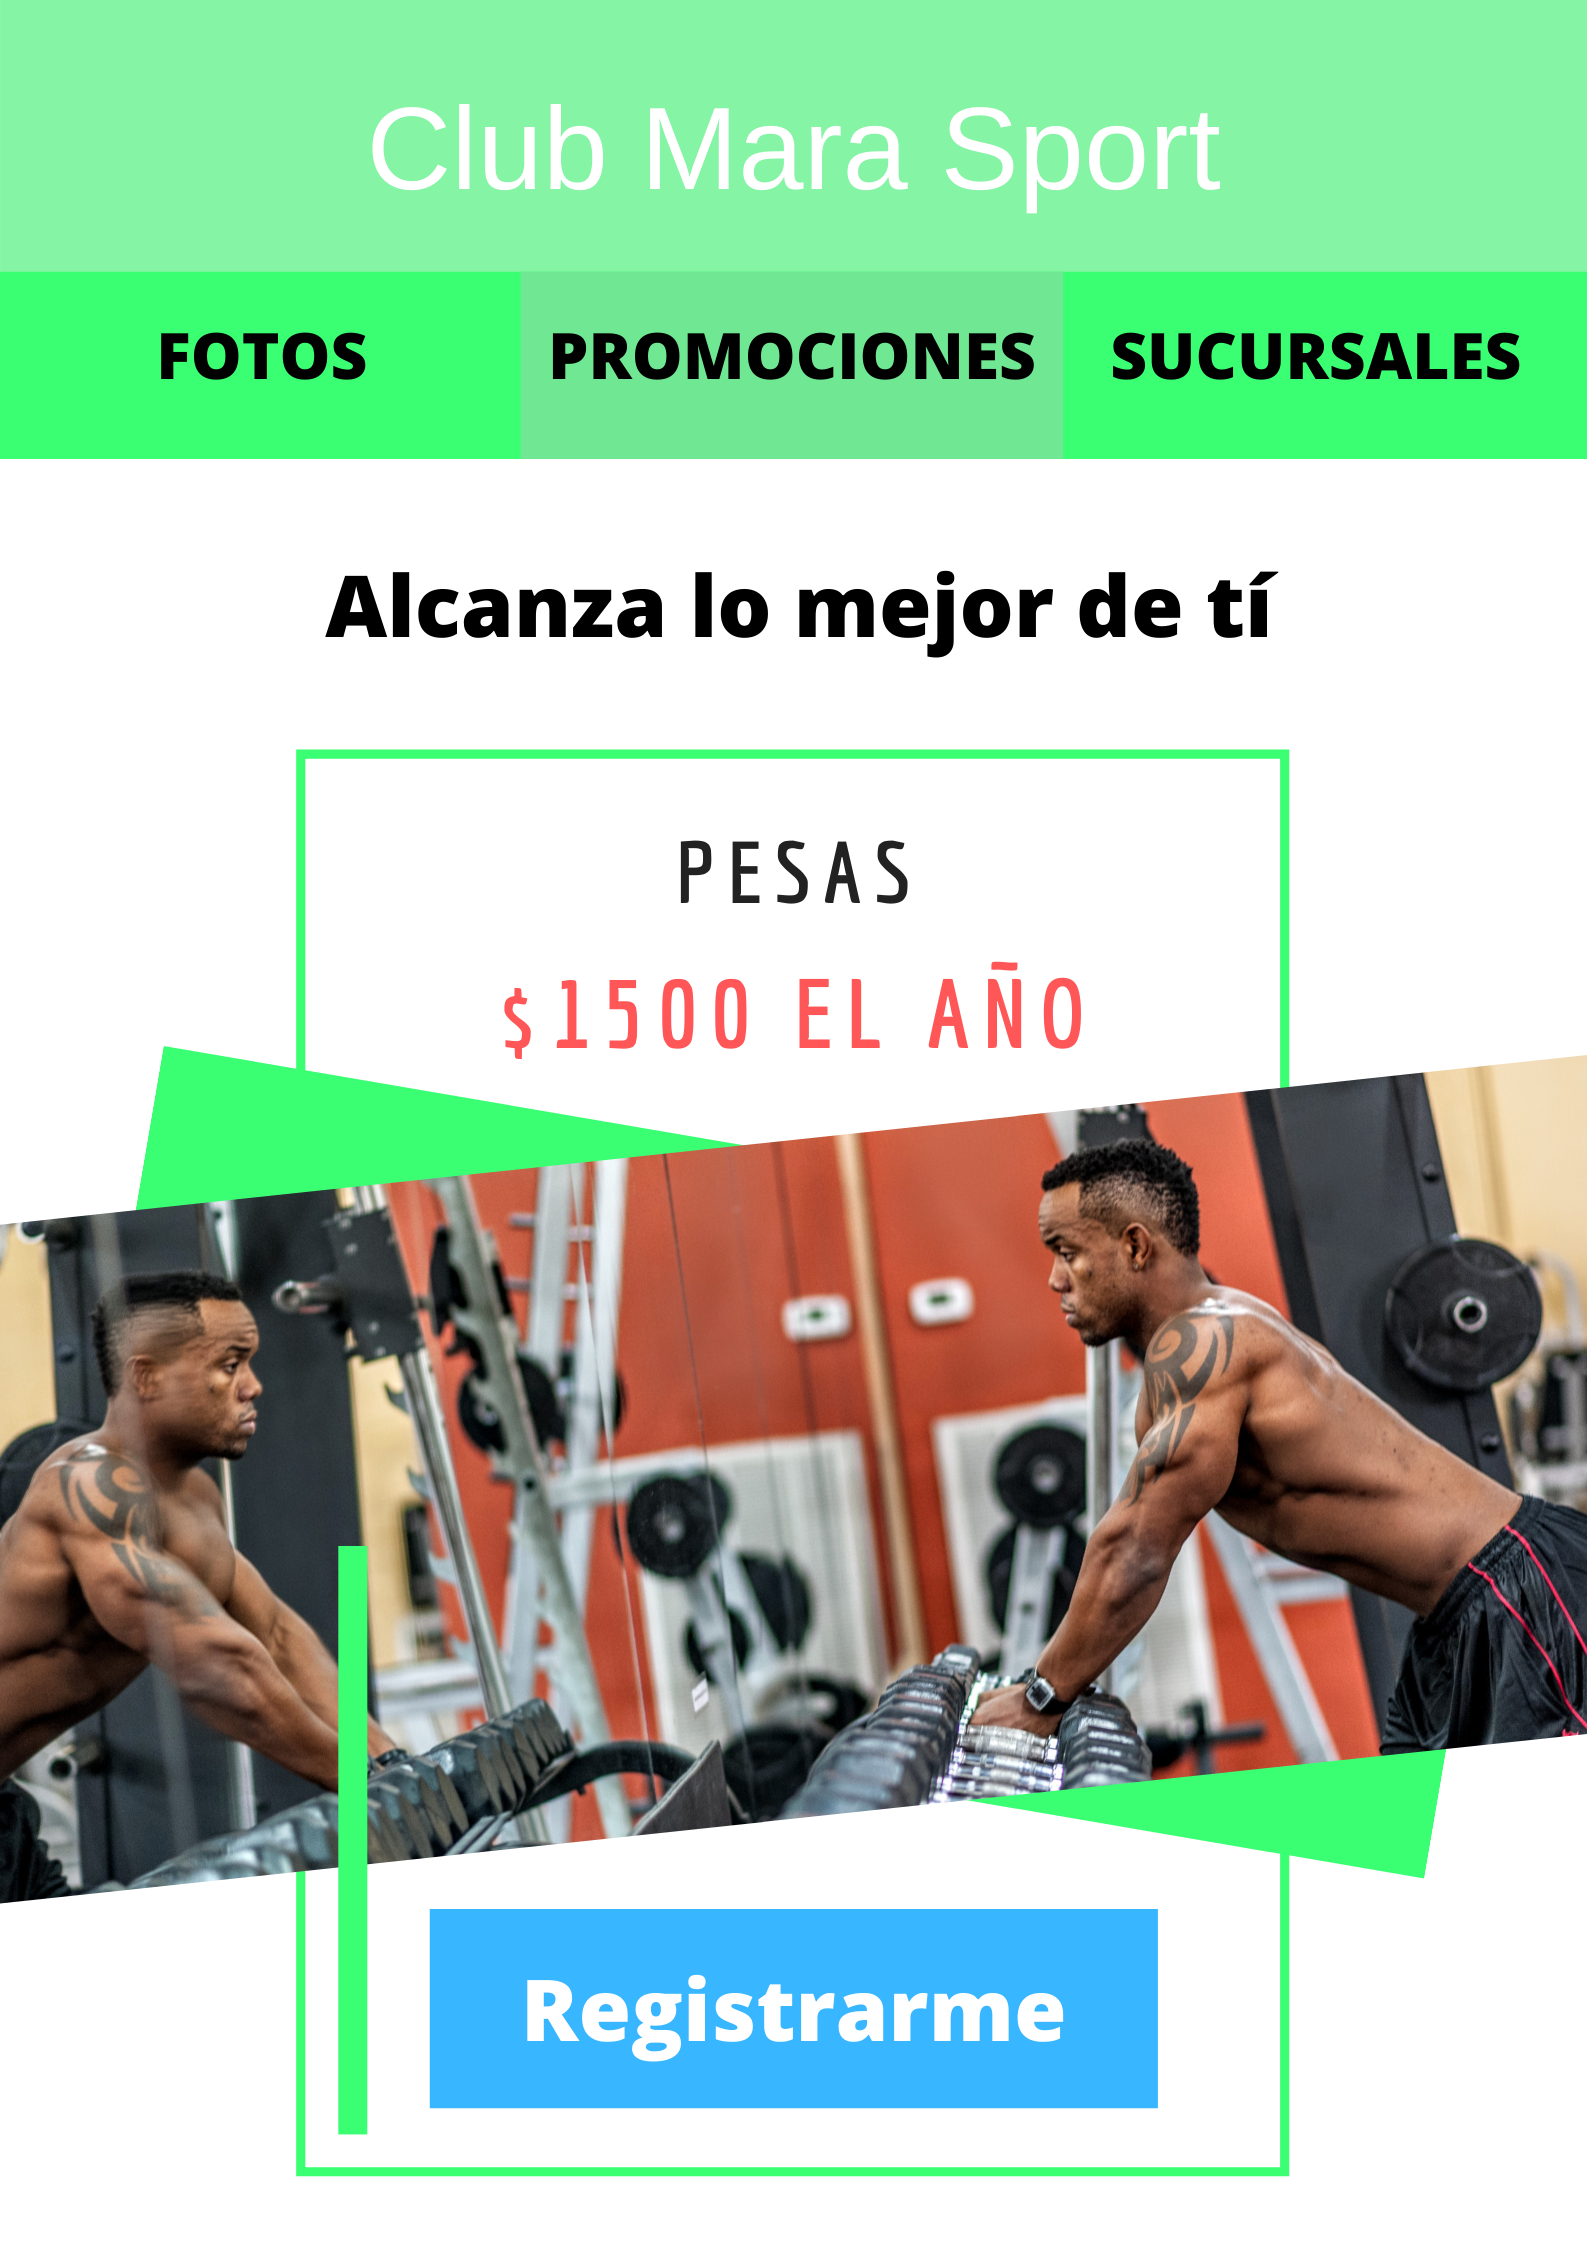 Club Mara Sport
FOTOS PROMOCIONES SUCURSALES
Alcanza lo mejor de tí
PESAS
$1500 EL AÑO
Registrarme